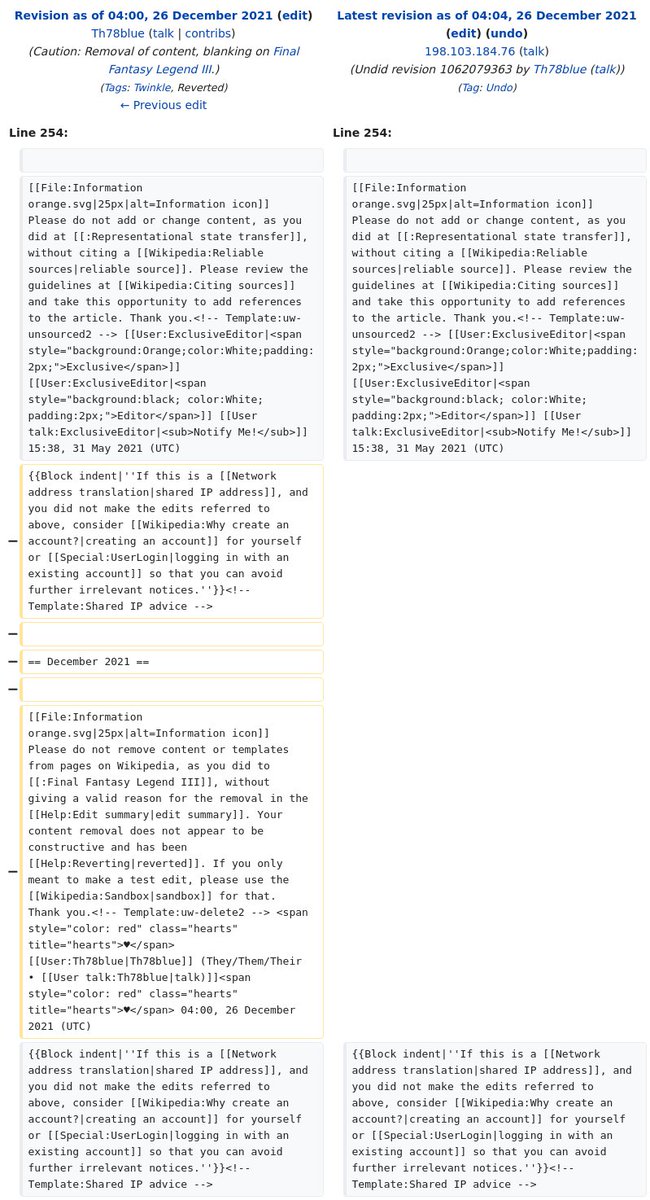 Revision as of 04:00, 26 December 2021 (edit)
Th78blue (talk | contribs)
(Caution: Removal of content, blanking on Final
Fantasy Legend III.)
(Tags: Twinkle, Reverted)
← Previous edit
Latest revision as of 04:04, 26 December 2021
(edit) (undo)
198.103.184.76 (talk)
(Undid revision 1062079363 by Th78blue (talk))
(Tag: Undo)
Line 254:
Line 254:
[[File:Information
orange.svg|25px|alt=Information icon]]
Please do not add or change content, as you
did at [[:Representational state transfer]],
without citing a [[Wikipedia:Reliable
sources|reliable source]]. Please review the
guidelines at [[Wikipedia:Citing sources]]
and take this opportunity to add references
to the article. Thank you.<!-- Template:uw-
unsourced2 --> [[User:ExclusiveEditor|<span
style="background:Orange;color:White;padding:
2px;">Exclusive</span>]]
[[User:ExclusiveEditor|<span
style="background:black; color:White;
padding:2px;">Editor</span>]] [[User
talk:ExclusiveEditor|<sub>Notify Me!</sub>]]
15:38, 31 May 2021 (UTC)
[[File:Information
orange.svg|25px|alt=Information icon]]
Please do not add or change content, as you
did at [[:Representational state transfer]],
without citing a [[Wikipedia:Reliable
sources|reliable source]]. Please review the
guidelines at [[Wikipedia:Citing sources]]
and take this opportunity to add references
to the article. Thank you.<!-- Template:uw-
unsourced2 --> [[User:ExclusiveEditor|<span
style="background:Orange;color:White;padding:
2px;">Exclusive</span>]]
[[User:ExclusiveEditor|<span
style="background:black; color:White;
padding:2px;">Editor</span>]] [[User
talk:ExclusiveEditor|<sub>Notify Me!</sub>]]
15:38, 31 May 2021 (UTC)
{{Block indent|''If this is a [[Network
address translation|shared IP address]], and
you did not make the edits referred to
above, consider [[Wikipedia:Why create an
− account?|creating an account]] for yourself
or [[Special:UserLogin|logging in with an
existing account]] so that you can avoid
further irrelevant notices.''}}<!--
Template:Shared IP advice -->
−
− == December 2021 ==
−
[[File:Information
orange.svg|25px|alt=Information icon]]
Please do not remove content or templates
from pages on Wikipedia, as you did to
[[:Final Fantasy Legend III]], without
giving a valid reason for the removal in the
[[Help:Edit summary|edit summary]]. Your
content removal does not appear to be
constructive and has been
− [[Help:Reverting|reverted]]. If you only
meant to make a test edit, please use the
[[Wikipedia:Sandbox|sandbox]] for that.
Thank you.<!-- Template:uw-delete2 --> <span
style="color: red" class="hearts"
title="hearts">♥</span>
[[User:Th78blue|Th78blue]] (They/Them/Their
• [[User talk:Th78blue|talk)]]<span
style="color: red" class="hearts"
title="hearts">♥</span> 04:00, 26 December
2021 (UTC)
{{Block indent|''If this is a [[Network
address translation|shared IP address]], and
you did not make the edits referred to
above, consider [[Wikipedia:Why create an
account?|creating an account]] for yourself
or [[Special:UserLogin|logging in with an
existing account]] so that you can avoid
further irrelevant notices.''}}<!--
Template:Shared IP advice -->
{{Block indent|''If this is a [[Network
address translation|shared IP address]], and
you did not make the edits referred to
above, consider [[Wikipedia:Why create an
account?|creating an account]] for yourself
or [[Special:UserLogin|logging in with an
existing account]] so that you can avoid
further irrelevant notices.''}}<!--
Template:Shared IP advice -->